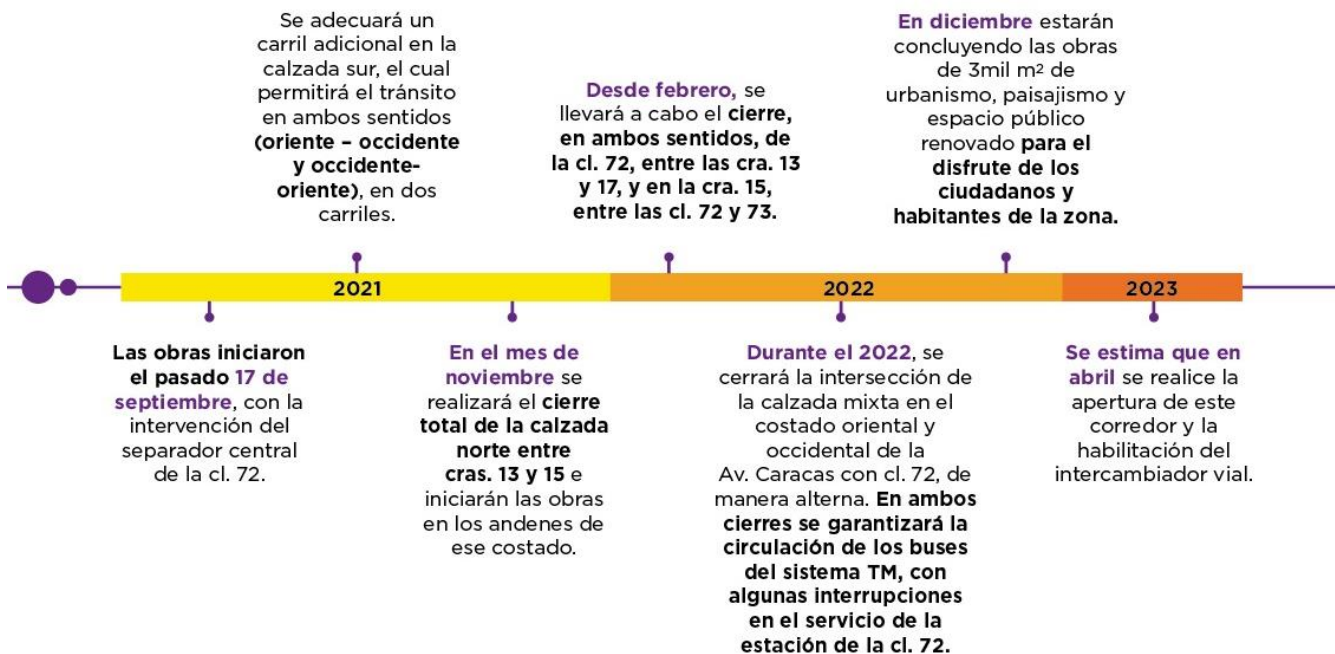 Se adecuará un
carril adicional en la
calzada sur, el cual
permitirá el tránsito
en ambos sentidos
(oriente – occidente
y occidente-
oriente), en dos
carriles.
Desde febrero, se
llevará a cabo el cierre,
en ambos sentidos, de
la cl. 72, entre las cra. 13
y 17, y en la cra. 15,
entre las cl. 72 y 73.
En diciembre estarán
concluyendo las obras
de 3mil m² de
urbanismo, paisajismo y
espacio público
renovado para el
disfrute de los
ciudadanos y
habitantes de la zona.
2021
2022
2023
Las obras iniciaron
el pasado 17 de
septiembre, con la
intervención del
separador central
de la cl. 72.
En el mes de
noviembre se
realizará el cierre
total de la calzada
norte entre
cras. 13 y 15 e
iniciarán las obras
en los andenes de
ese costado.
Durante el 2022, se
cerrará la intersección de
la calzada mixta en el
costado oriental y
occidental de la
Av. Caracas con cl. 72, de
manera alterna. En ambos
cierres se garantizará la
circulación de los buses
del sistema TM, con
algunas interrupciones
en el servicio de la
estación de la cl. 72.
Se estima que en
abril se realice la
apertura de este
corredor y la
habilitación del
intercambiador vial.